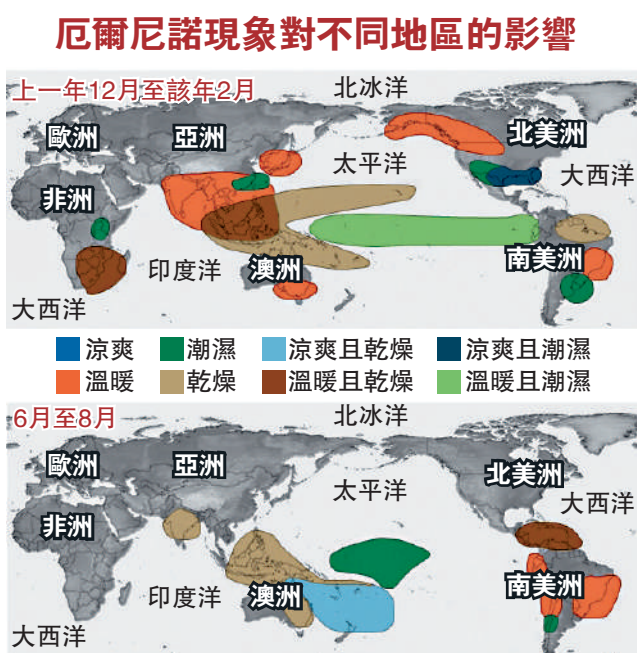 厄爾尼諾現象對不同地區的影響
上一年12月至該年2月
北冰洋
歐洲
亞洲
北美洲
太平洋
大西洋
非洲
印度洋
澳洲
南美洲
大西洋
涼爽
潮濕
涼爽且乾燥
涼爽且潮濕
溫暖
乾燥
溫暖且乾燥
溫暖且潮濕
6月至8月
北冰洋
歐洲
亞洲
北美洲
太平洋
大西洋
非洲
印度洋
澳洲
南美洲
大西洋